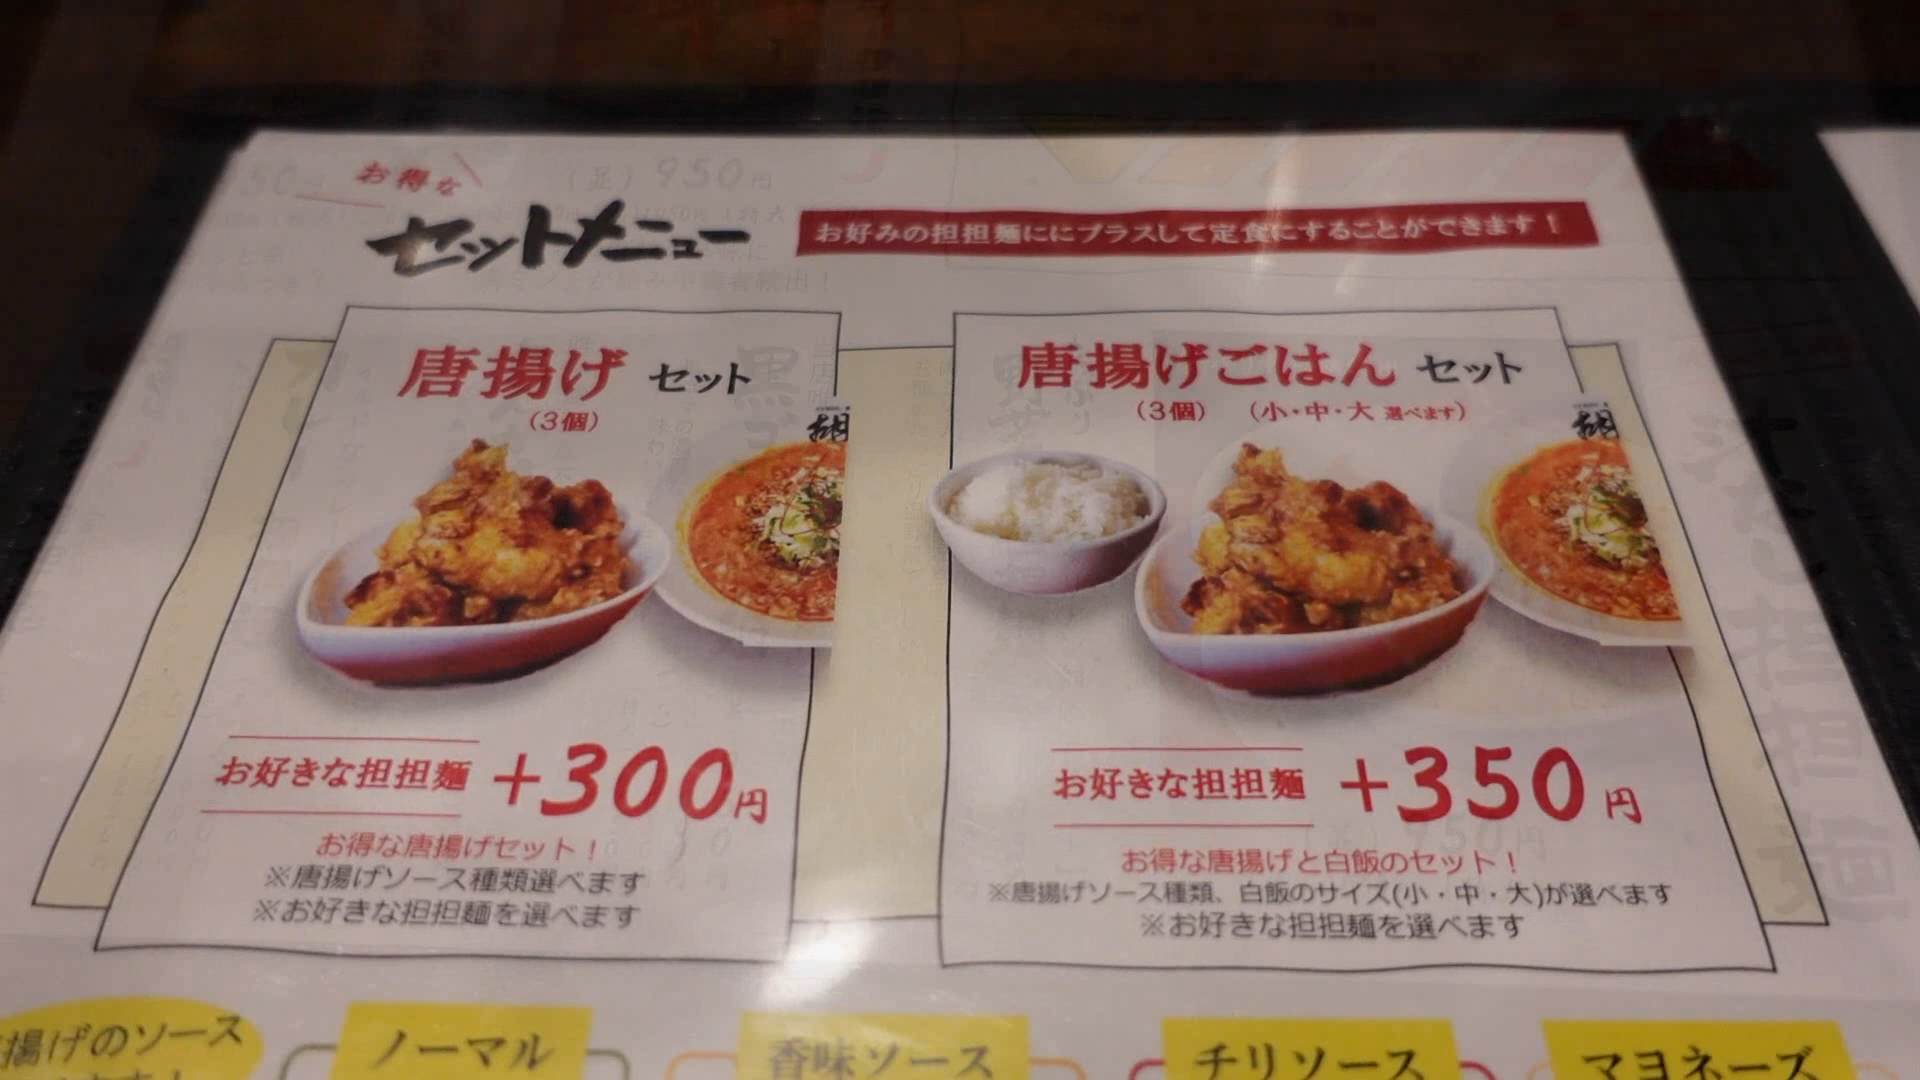 お得な
セットメニュー
お好みの担担麺ににプラスして定食にすることができます！
唐揚げ セット
（3個）
胡
お好きな担担麺 +300円
お得な唐揚げセット！
※唐揚げソース種類選べます
※お好きな担担麺を選べます
唐揚げごはん セット
（3個） （小・中・大 選べます）
胡
お好きな担担麺 +350円
お得な唐揚げと白飯のセット！
※唐揚げソース種類、白飯のサイズ(小・中・大)が選べます
※お好きな担担麺を選べます
揚げのソース
ノーマル
香味ソース
チリソース
マヨネーズ
（並）950円